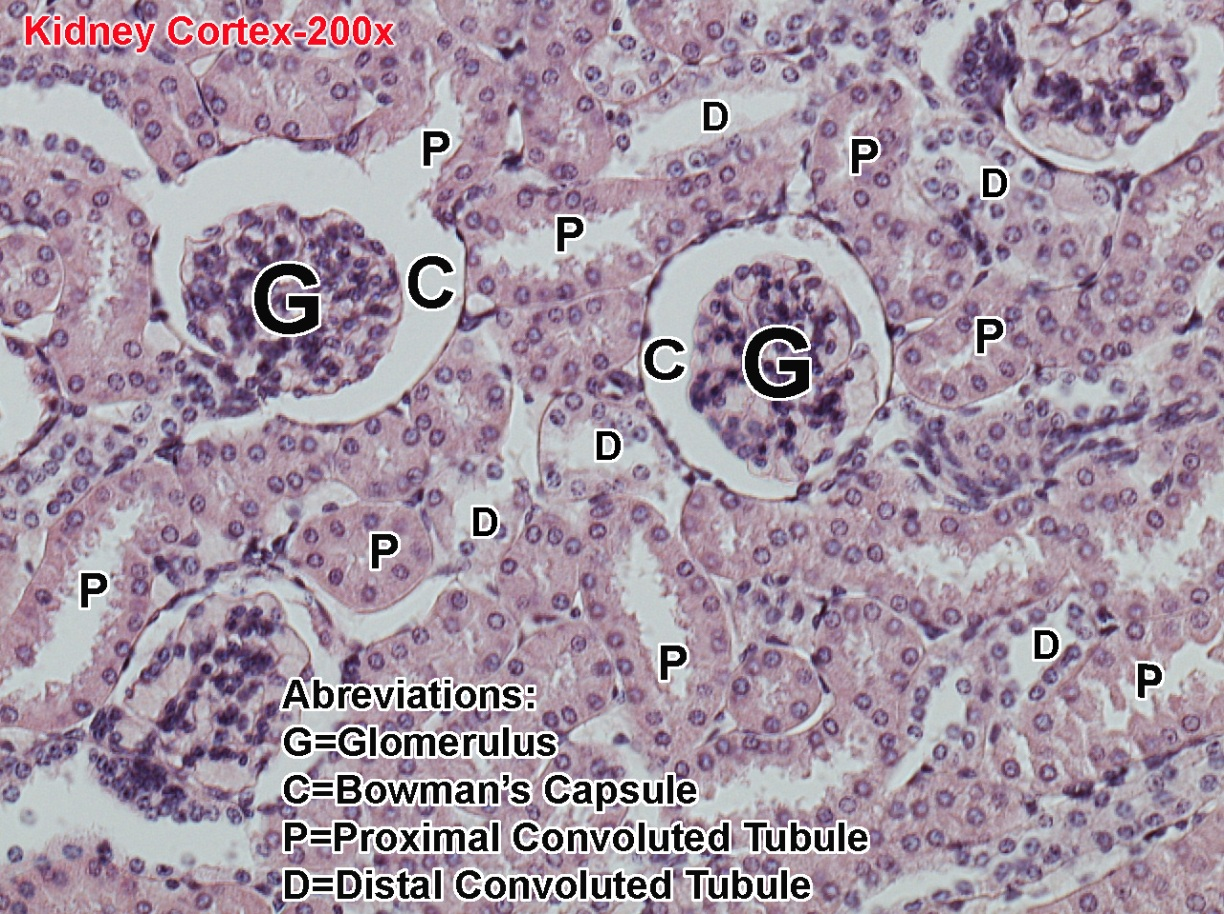 Kidney Cortex-200x
D
P
P
D
P
G
C
P
C
G
D
D
P
P
D
P
P
Abreviations:
G=Glomerulus
C=Bowman's Capsule
P=Proximal Convoluted Tubule
D=Distal Convoluted Tubule